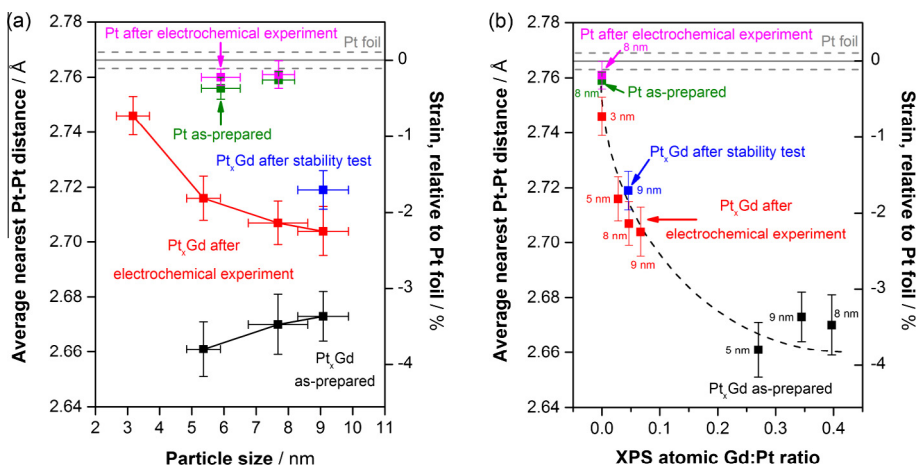 (a)
2.78
2.76
2.74
2.72
2.70
2.68
2.66
2.64
Average nearest Pt-Pt distance / Å
Pt after electrochemical experiment
Pt foil
Pt as-prepared
PtₓGd after stability test
PtₓGd after
electrochemical experiment
PtₓGd
as-prepared
0
-1
-2
-3
-4
Strain, relative to Pt foil / %
2 3 4 5 6 7 8 9 10 11
Particle size / nm
(b)
2.78
2.76
2.74
2.72
2.70
2.68
2.66
2.64
Average nearest Pt-Pt distance / Å
Pt after electrochemical experiment
Pt foil
8 nm
8 nm
Pt as-prepared
3 nm
PtₓGd after stability test
9 nm
5 nm
PtₓGd after
electrochemical experiment
8 nm
9 nm
9 nm
8 nm
5 nm
PtₓGd as-prepared
0
-1
-2
-3
-4
Strain, relative to Pt foil / %
0.0 0.1 0.2 0.3 0.4
XPS atomic Gd:Pt ratio